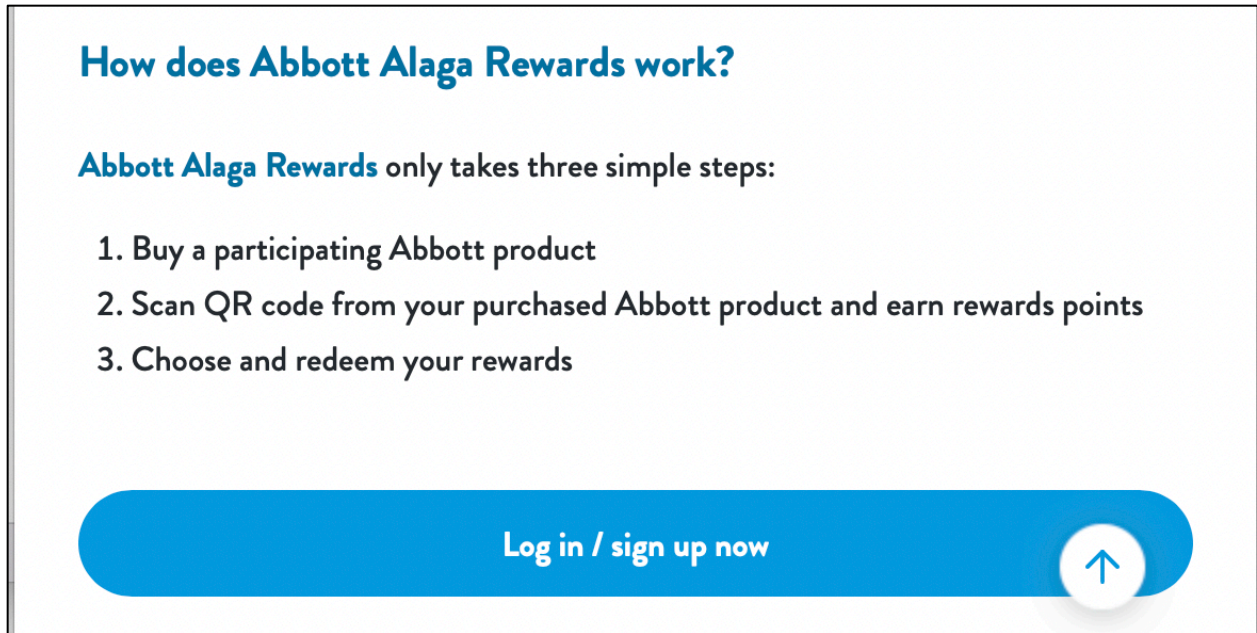 How does Abbott Alaga Rewards work?
Abbott Alaga Rewards only takes three simple steps:
1. Buy a participating Abbott product
2. Scan QR code from your purchased Abbott product and earn rewards points
3. Choose and redeem your rewards
Log in / sign up now